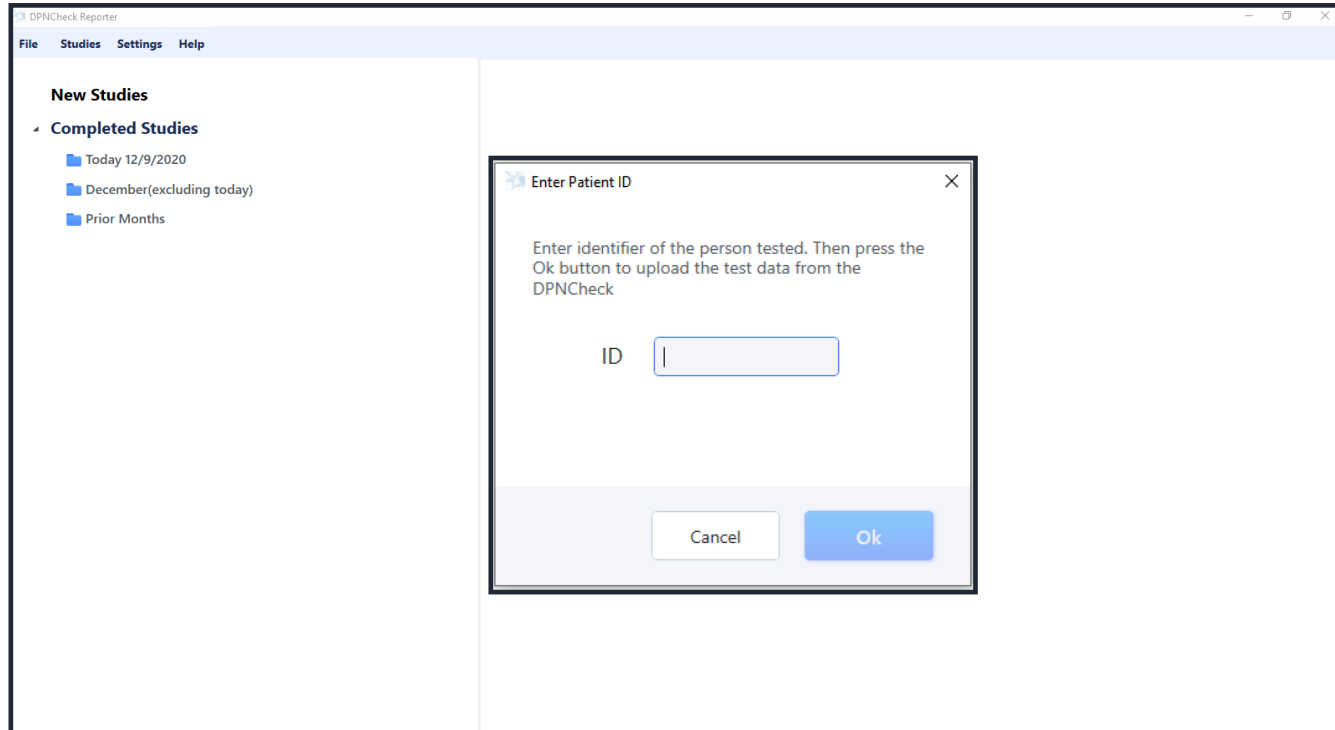 DPNCheck Reporter
File Studies Settings Help
New Studies
Completed Studies
Today 12/9/2020
December(excluding today)
Prior Months
Enter Patient ID
Enter identifier of the person tested. Then press the
Ok button to upload the test data from the
DPNCheck
ID
Cancel Ok